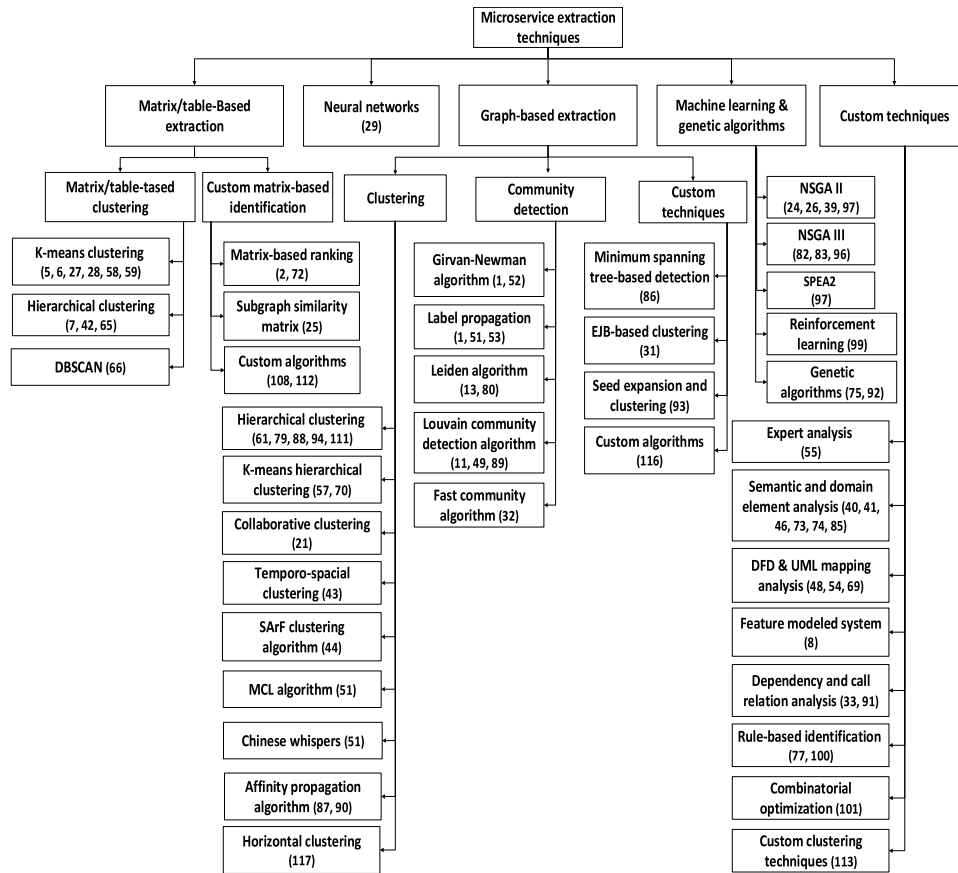 Microservice extraction
techniques
Matrix/table-Based
extraction
Neural networks
(29)
Graph-based extraction
Machine learning &
genetic algorithms
Custom techniques
Matrix/table-tased
clustering
Custom matrix-based
identification
Clustering
Community
detection
Custom
techniques
K-means clustering
(5, 6, 27, 28, 58, 59)
Hierarchical clustering
(7, 42, 65)
DBSCAN (66)
Matrix-based ranking
(2, 72)
Subgraph similarity
matrix (25)
Custom algorithms
(108, 112)
Hierarchical clustering
(61, 79, 88, 94, 111)
K-means hierarchical
clustering (57, 70)
Collaborative clustering
(21)
Temporo-spacial
clustering (43)
SArF clustering
algorithm (44)
MCL algorithm (51)
Chinese whispers (51)
Affinity propagation
algorithm (87, 90)
Horizontal clustering
(117)
Girvan-Newman
algorithm (1, 52)
Label propagation
(1, 51, 53)
Leiden algorithm
(13, 80)
Louvain community
detection algorithm
(11, 49, 89)
Fast community
algorithm (32)
Minimum spanning
tree-based detection
(86)
EJB-based clustering
(31)
Seed expansion and
clustering (93)
Custom algorithms
(116)
NSGA II
(24, 26, 39, 97)
NSGA III
(82, 83, 96)
SPEA2
(97)
Reinforcement
learning (99)
Genetic
algorithms (75, 92)
Expert analysis
(55)
Semantic and domain
element analysis (40, 41,
46, 73, 74, 85)
DFD & UML mapping
analysis (48, 54, 69)
Feature modeled system
(8)
Dependency and call
relation analysis (33, 91)
Rule-based identification
(77, 100)
Combinatorial
optimization (101)
Custom clustering
techniques (113)